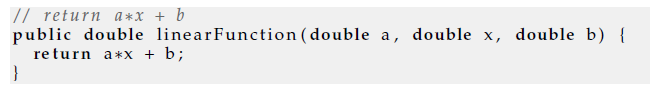 // return a*x + b
public double linearFunction(double a, double x, double b) {
  return a*x + b;
}